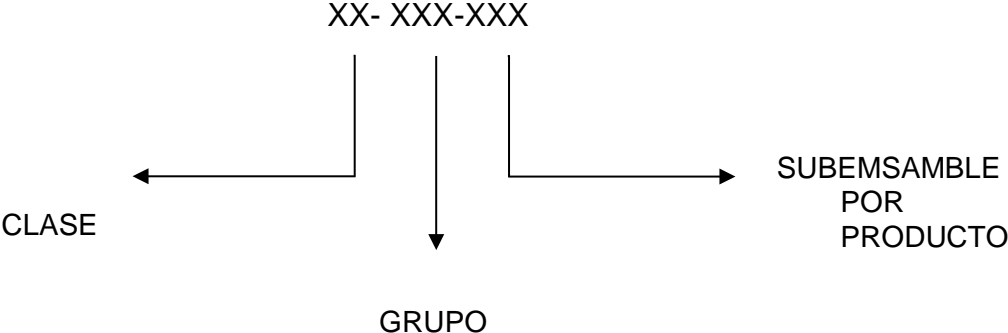 XX- XXX-XXX
SUBEMSAMBLE
POR
PRODUCTO
CLASE
GRUPO